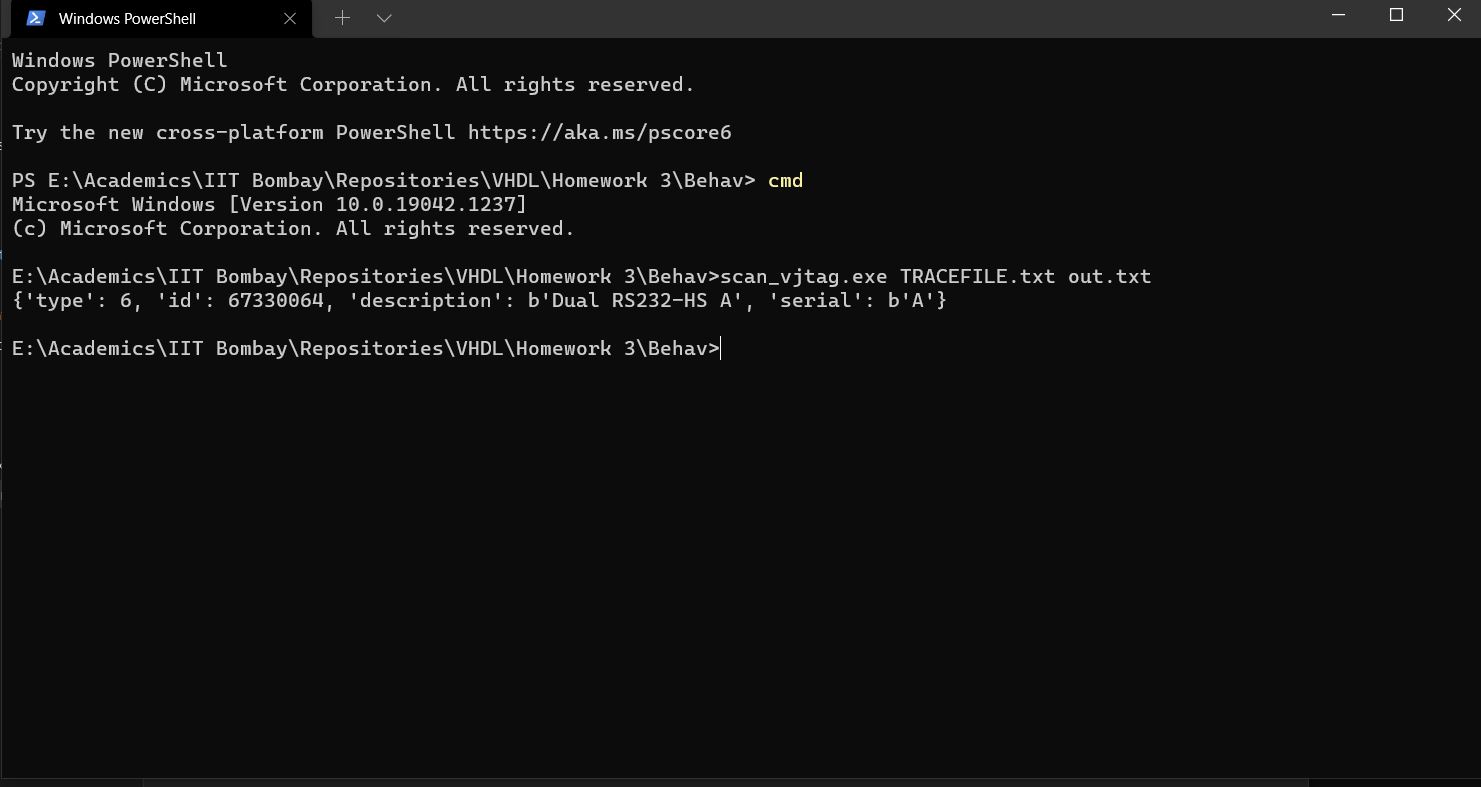 Windows PowerShell
Windows PowerShell
Copyright (C) Microsoft Corporation. All rights reserved.
Try the new cross-platform PowerShell https://aka.ms/pscore6
PS E:\Academics\IIT Bombay\Repositories\VHDL\Homework 3\Behav> cmd
Microsoft Windows [Version 10.0.19042.1237]
(c) Microsoft Corporation. All rights reserved.
E:\Academics\IIT Bombay\Repositories\VHDL\Homework 3\Behav>scan_vjtag.exe TRACEFILE.txt out.txt
{'type': 6, 'id': 67330064, 'description': b'Dual RS232-HS A', 'serial': b'A'}
E:\Academics\IIT Bombay\Repositories\VHDL\Homework 3\Behav>